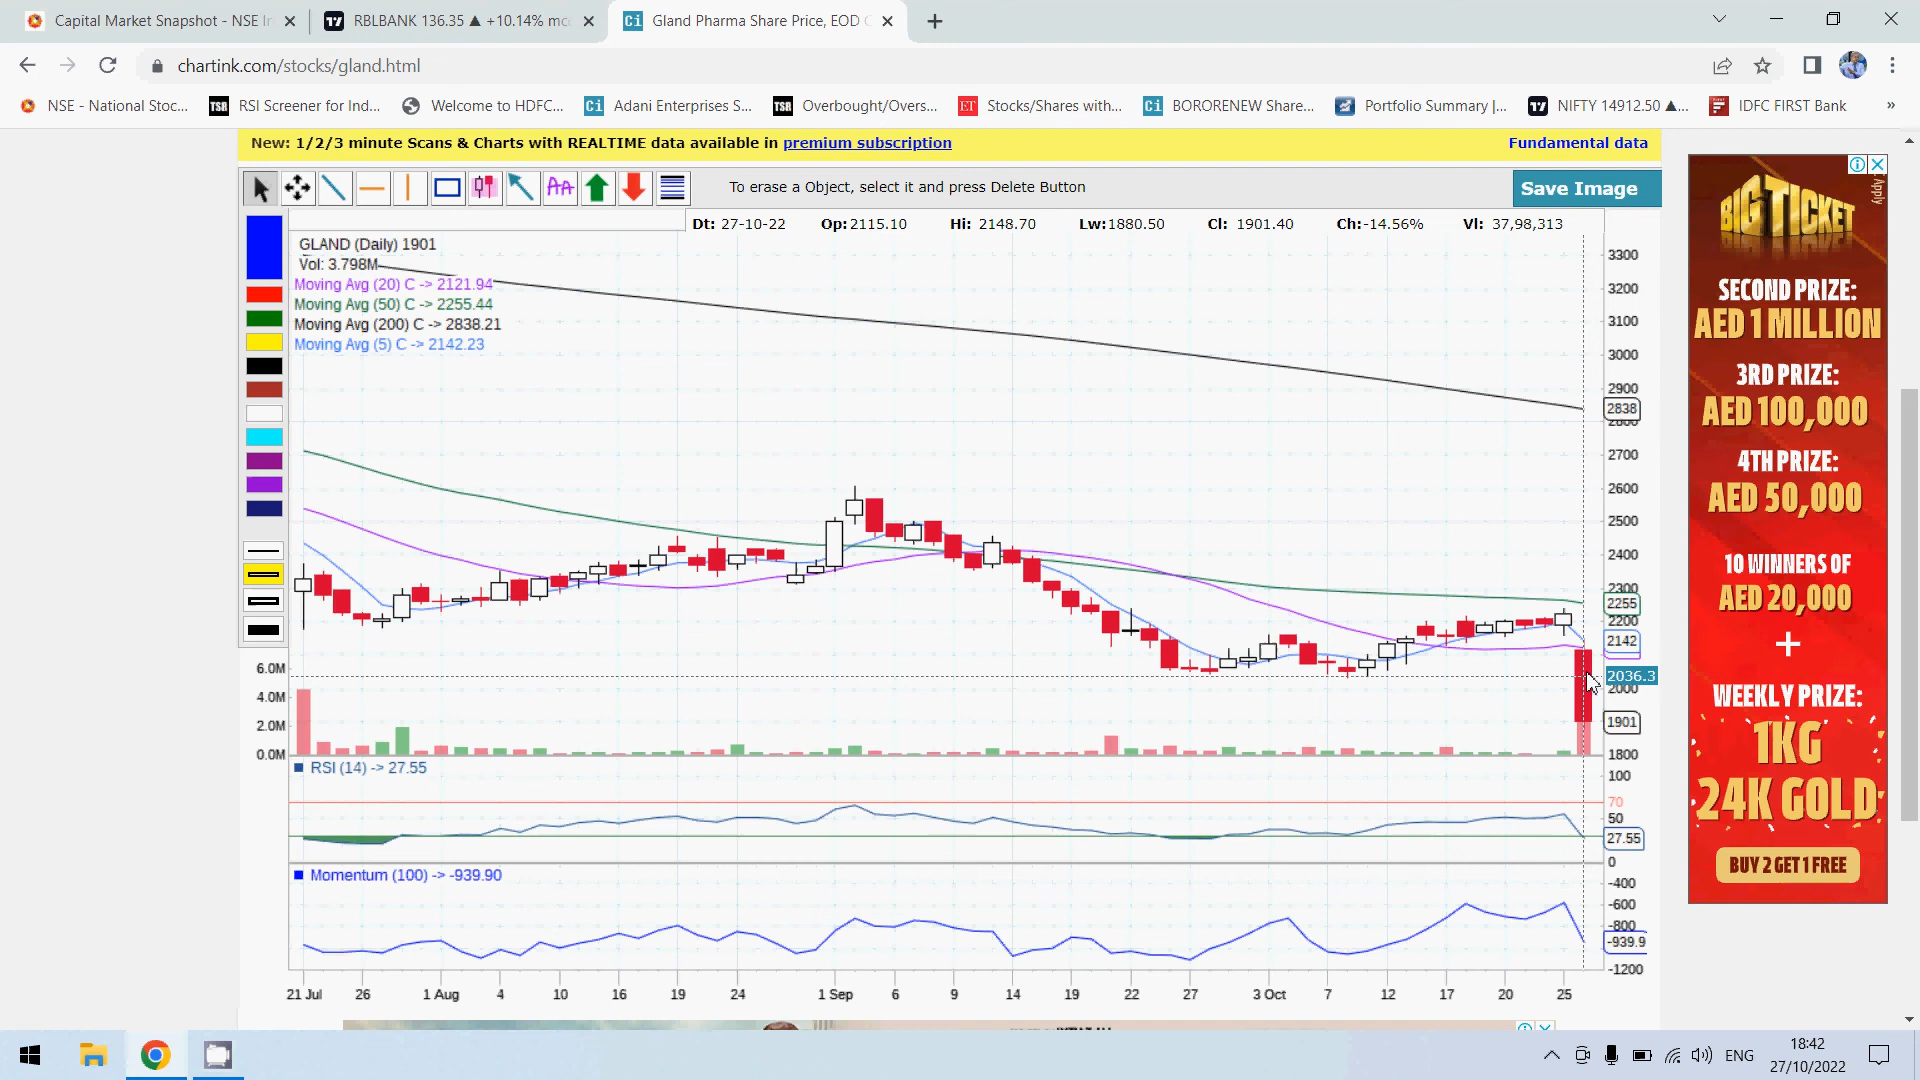 Capital Market Snapshot - NSE In
RBLBANK 136.35 ▲ +10.14% mc
Gland Pharma Share Price, EOD C
chartink.com/stocks/gland.html
NSE - National Stoc...
RSI Screener for Ind...
Welcome to HDFC...
Adani Enterprises S...
Overbought/Overs...
Stocks/Shares with...
BORORENEW Share...
Portfolio Summary |...
NIFTY 14912.50 ▲...
IDFC FIRST Bank
»
New: 1/2/3 minute Scans & Charts with REALTIME data available in premium subscription
Fundamental data
To erase a Object, select it and press Delete Button
Save Image
Dt: 27-10-22 Op:2115.10 Hi: 2148.70 Lw:1880.50 Cl: 1901.40 Ch:-14.56% Vl: 37,98,313
GLAND (Daily) 1901
Vol: 3.798M
Moving Avg (20) C -> 2121.94
Moving Avg (50) C -> 2255.44
Moving Avg (200) C -> 2838.21
Moving Avg (5) C -> 2142.23
3300
3200
3100
3000
2900
2838
2800
2700
2600
2500
2400
2300
2255
2200
2142
2036.3
2000
1901
1800
6.0M
4.0M
2.0M
0.0M
RSI (14) -> 27.55
100
70
50
27.55
0
Momentum (100) -> -939.90
-400
-600
-800
-939.9
-1200
21 Jul 26 1 Aug 4 10 16 19 24 1 Sep 6 9 14 19 22 27 3 Oct 7 12 17 20 25
BIG TICKET
Apply
SECOND PRIZE:
AED 1 MILLION
3RD PRIZE:
AED 100,000
4TH PRIZE:
AED 50,000
10 WINNERS OF
AED 20,000
+
WEEKLY PRIZE:
1KG
24K GOLD
BUY 2 GET 1 FREE
ENG
18:42
27/10/2022